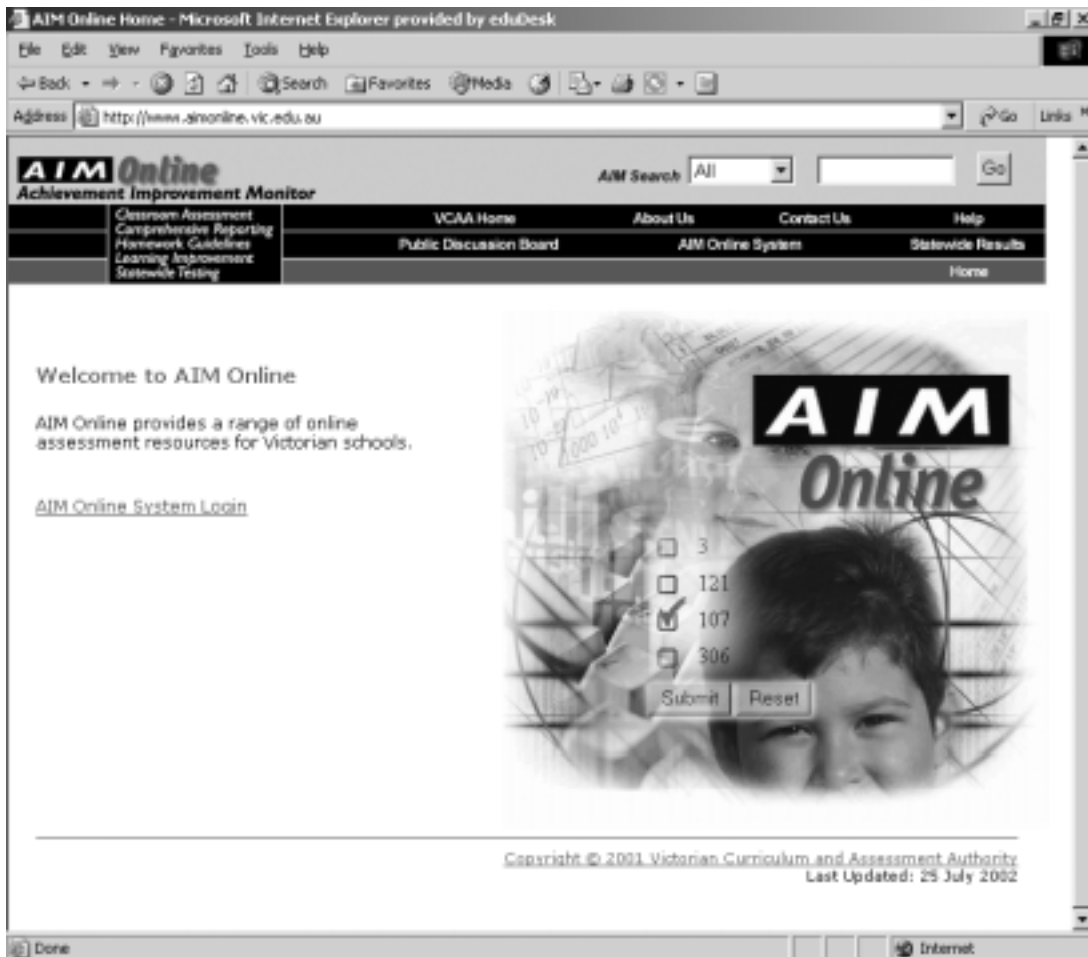 AIM Online Home - Microsoft Internet Explorer provided by eduDesk
File Edit View Favorites Tools Help
Back Search Favorites Media
Address http://www.aimonline.vic.edu.au Go Links
AIM Online
Achievement Improvement Monitor
AIM Search All Go
Classroom Assessment
Comprehensive Reporting
Homework Guidelines
Learning Improvement
Statewide Testing
VCAA Home About Us Contact Us Help
Public Discussion Board AIM Online System Statewide Results
Home
Welcome to AIM Online
AIM Online provides a range of online
assessment resources for Victorian schools.
AIM Online System Login
AIM
Online
3
121
107
306
Submit Reset
Copyright © 2001 Victorian Curriculum and Assessment Authority
Last Updated: 25 July 2002
Done Internet